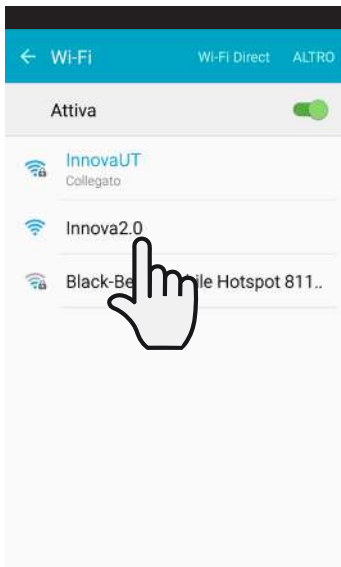 Wi-Fi Wi-Fi Direct ALTRO
Attiva
InnovaUT
Collegato
Innova2.0
Black-Be ile Hotspot 811..